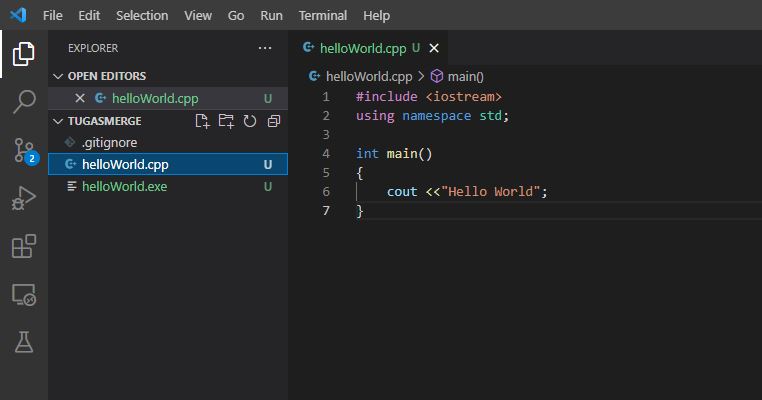 File Edit Selection View Go Run Terminal Help
EXPLORER
OPEN EDITORS
helloWorld.cpp U
TUGASMERGE
.gitignore
helloWorld.cpp U
helloWorld.exe U
2
helloWorld.cpp U
helloWorld.cpp > main()
1 #include <iostream>
2 using namespace std;
3
4 int main()
5 {
6 cout <<"Hello World";
7 }